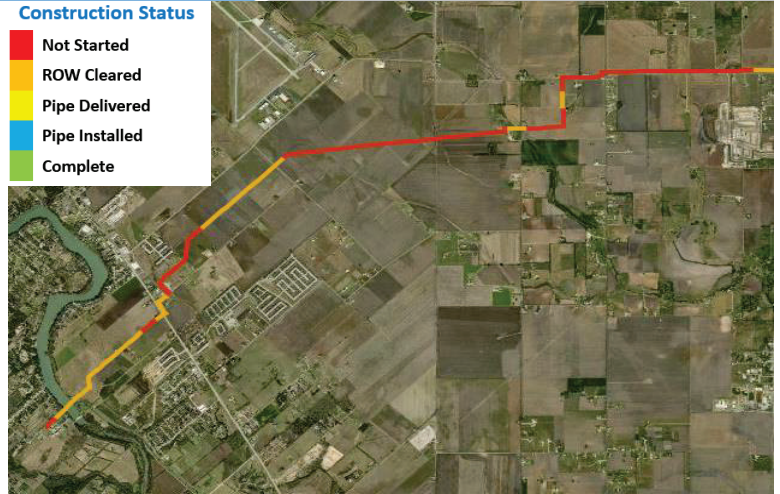 Construction Status
Not Started
ROW Cleared
Pipe Delivered
Pipe Installed
Complete